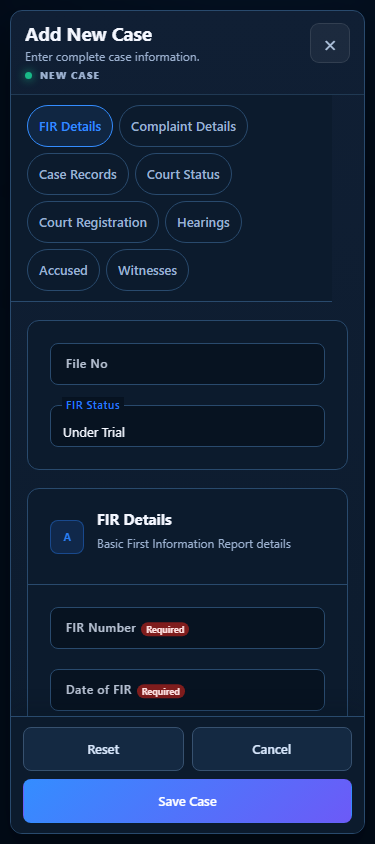 Add New Case
Enter complete case information.
NEW CASE
FIR Details
Complaint Details
Case Records
Court Status
Court Registration
Hearings
Accused
Witnesses
File No
FIR Status
Under Trial
A
FIR Details
Basic First Information Report details
FIR Number Required
Date of FIR Required
Reset
Cancel
Save Case